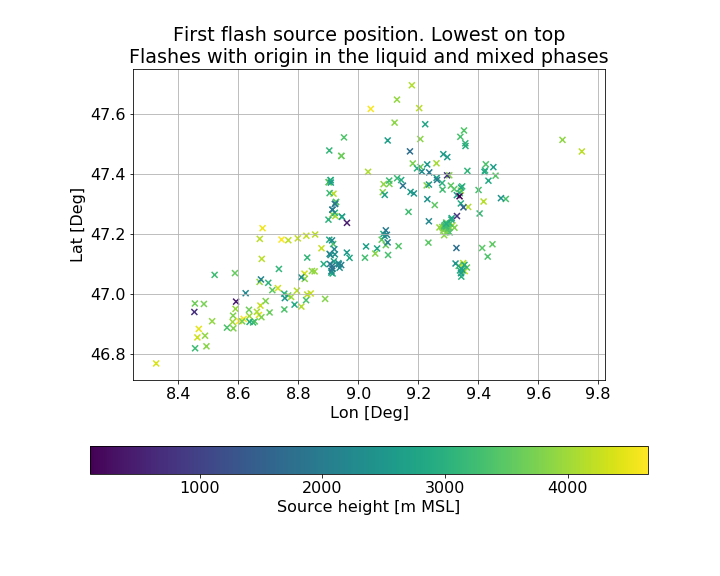 First flash source position. Lowest on top
Flashes with origin in the liquid and mixed phases
47.6
47.4
47.2
47.0
46.8
Lat [Deg]
8.4 8.6 8.8 9.0 9.2 9.4 9.6 9.8
Lon [Deg]
1000 2000 3000 4000
Source height [m MSL]